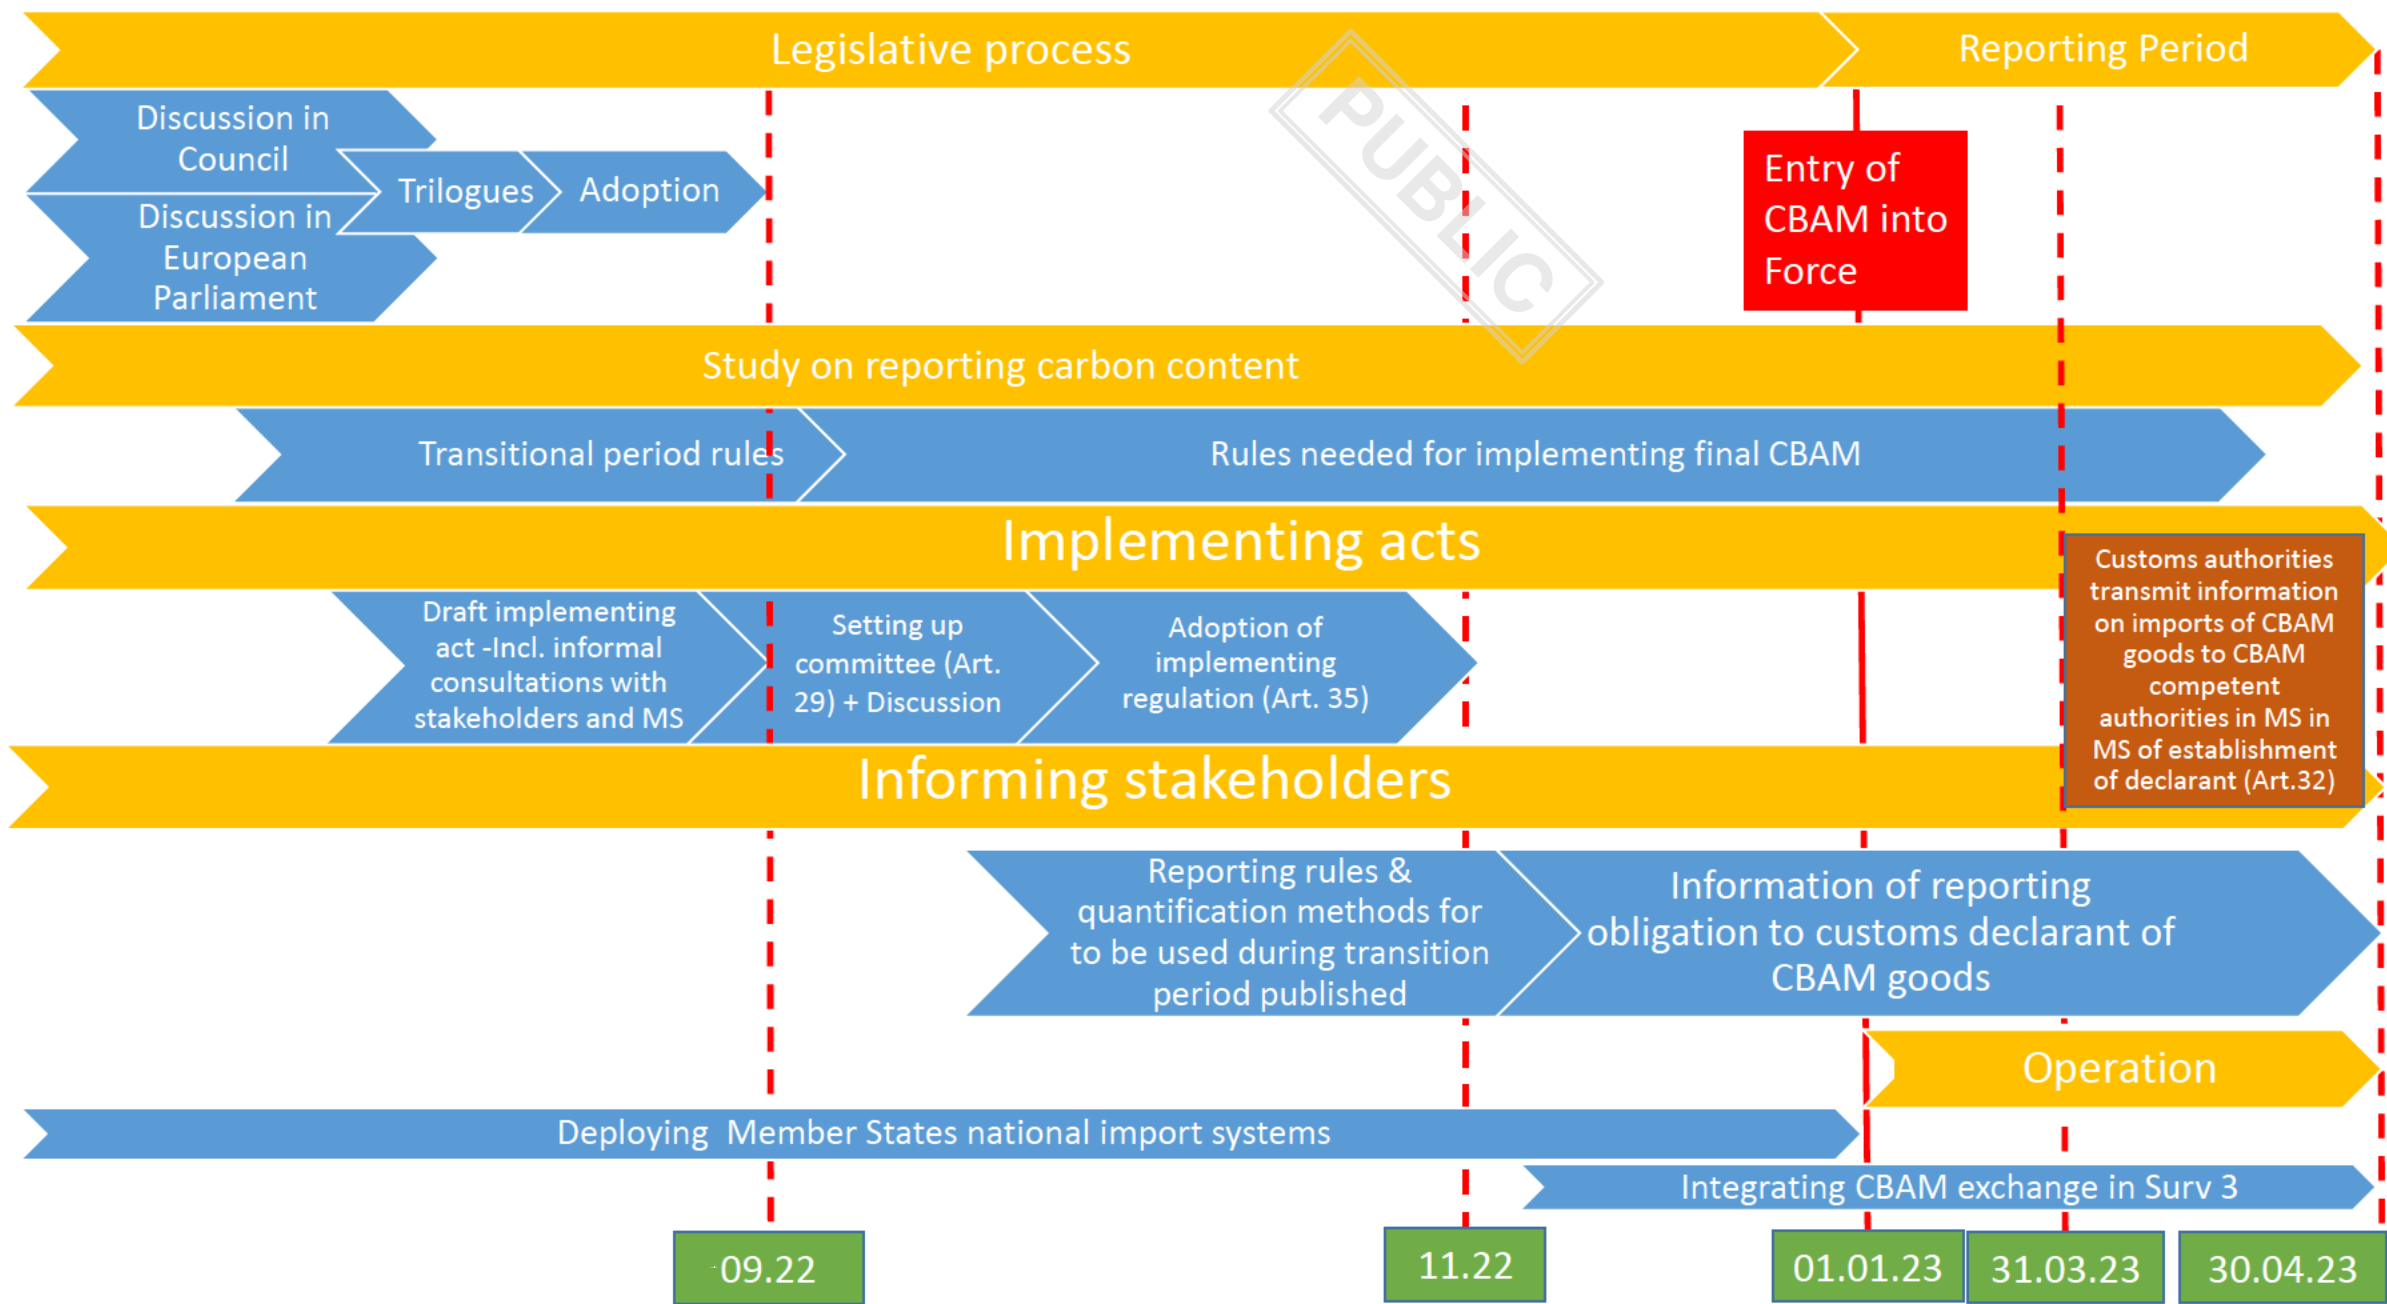 Legislative process
Reporting Period
Discussion in
Council
Discussion in
European
Parliament
Trilogues
Adoption
PUBLIC
Entry of
CBAM into
Force
Study on reporting carbon content
Transitional period rules
Rules needed for implementing final CBAM
Implementing acts
Draft implementing
act -Incl. informal
consultations with
stakeholders and MS
Setting up
committee (Art.
29) + Discussion
Adoption of
implementing
regulation (Art. 35)
Customs authorities
transmit information
on imports of CBAM
goods to CBAM
competent
authorities in MS in
MS of establishment
of declarant (Art.32)
Informing stakeholders
Reporting rules &
quantification methods for
to be used during transition
period published
Information of reporting
obligation to customs declarant of
CBAM goods
Operation
Deploying  Member States national import systems
Integrating CBAM exchange in Surv 3
09.22
11.22
01.01.23
31.03.23
30.04.23